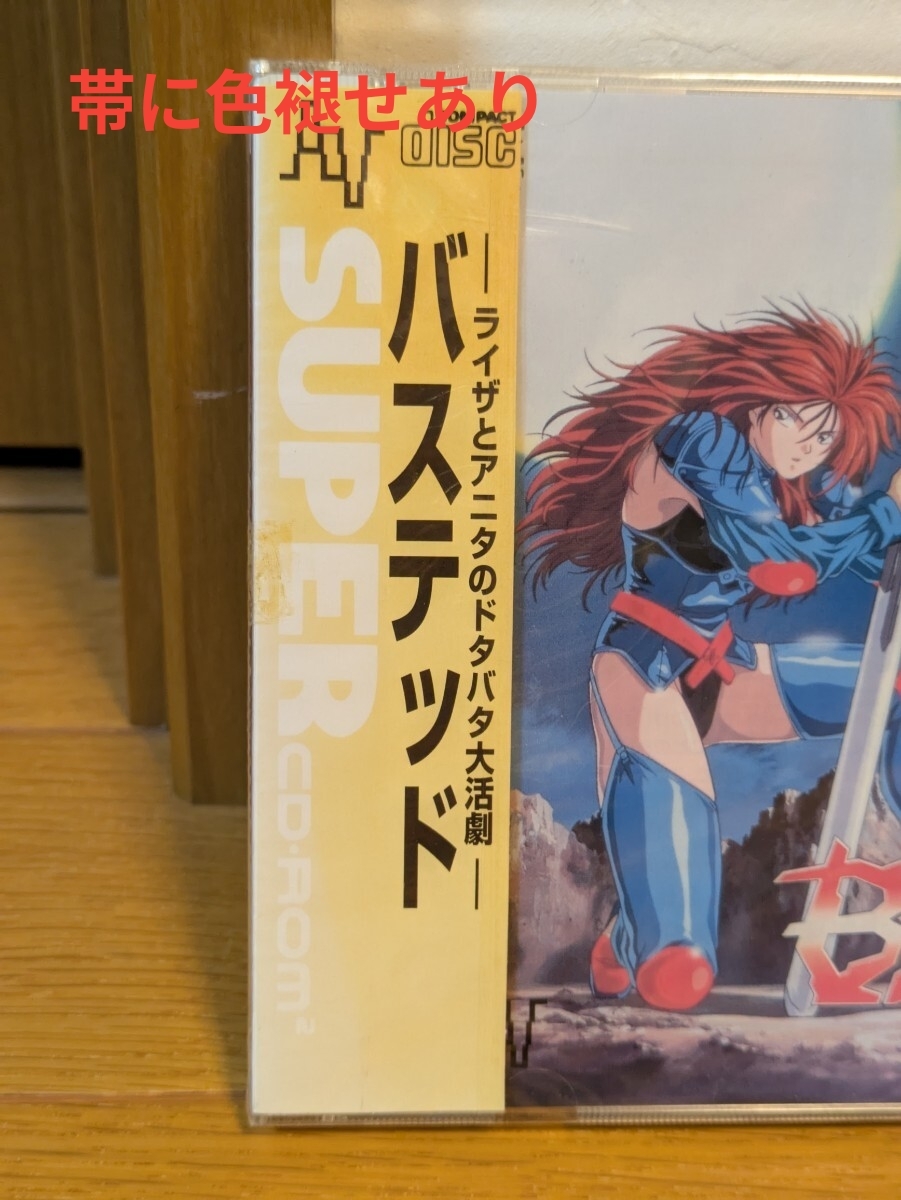 帯に色褪せあり
COMPACT
DISC
SUPER
CD-ROM²
バステッド
―ライザとアニタのドタバタ大活劇―